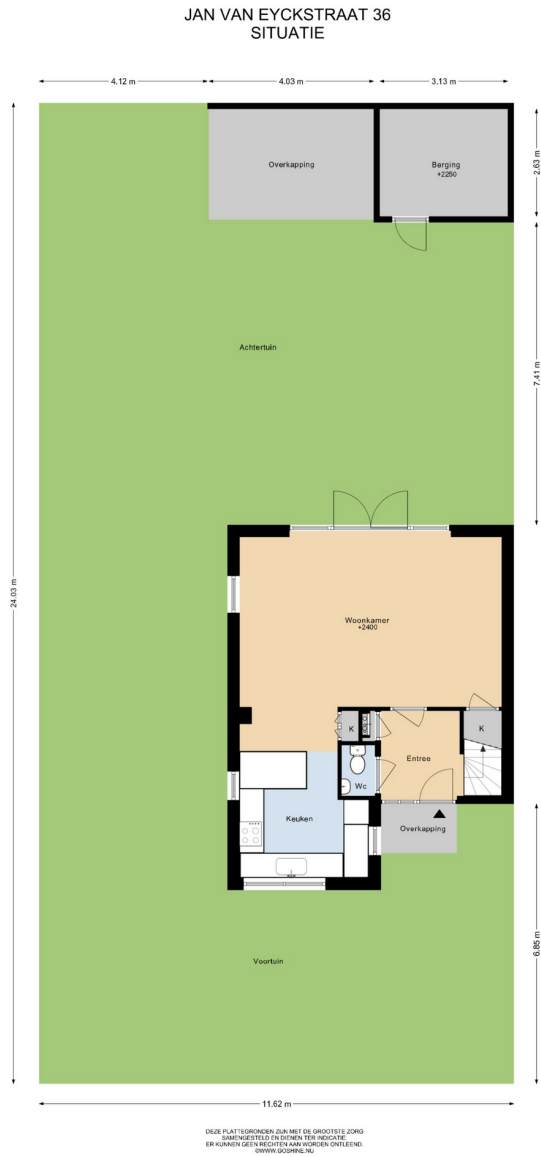 JAN VAN EYCKSTRAAT 36
SITUATIE
4.12 m
4.03 m
3.13 m
Overkapping
Berging
+2250
2.63 m
Achtertuin
7.41 m
24.03 m
Woonkamer
+2400
K
K
Entree
Wc
Keuken
Overkapping
Voortuin
6.85 m
11.62 m
DEZE PLATTEGRONDEN ZIJN MET DE GROOTSTE ZORG
SAMENGESTELD EN DIENEN TER INDICATIE.
ER KUNNEN GEEN RECHTEN AAN WORDEN ONTLEEND.
©WWW.GOSHINE.NU